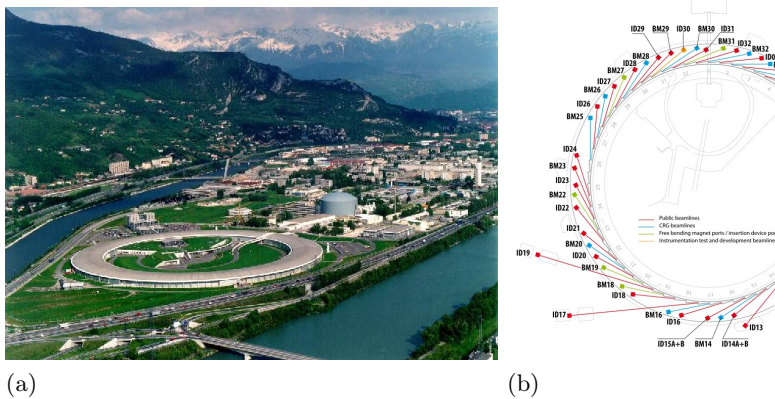 ID29
BM29
ID30
BM30
ID31
BM31
ID32
BM32
BM28
ID28
BM27
ID27
BM26
ID26
BM25
ID24
BM23
ID23
BM22
ID22
ID21
BM20
ID20
BM19
BM18
ID18
ID19
ID17
BM16
ID16
ID15A+B
BM14
ID14A+B
ID13
Public beamlines
CRG beamlines
Free bending magnet ports / insertion device
Instrumentation test and development
(a)
(b)